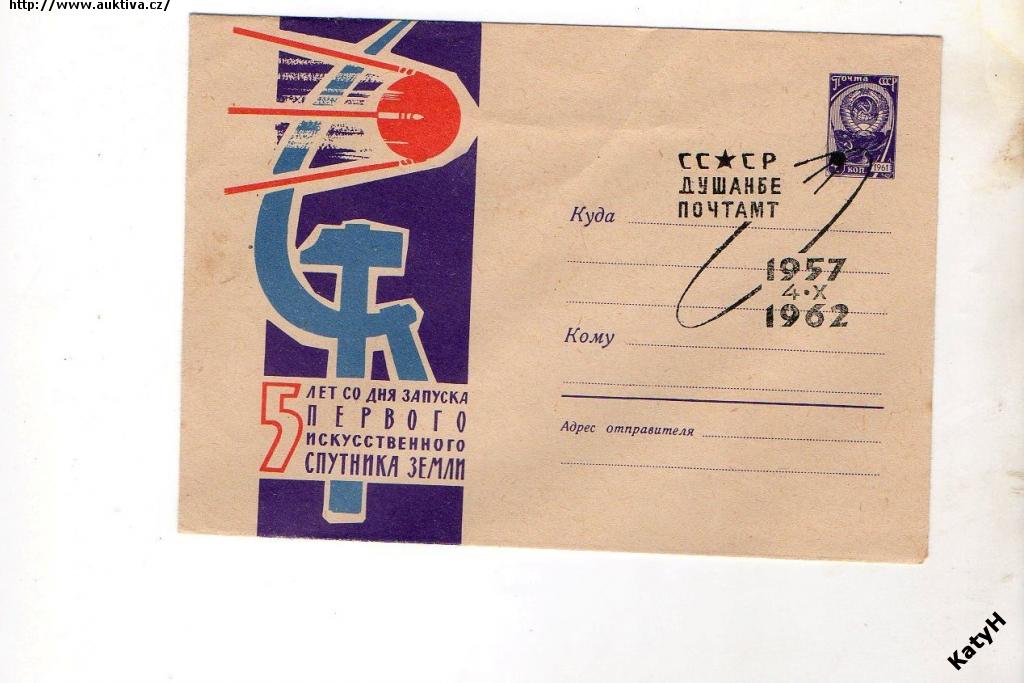 http://www.auktiva.cz/
Почта СССР
КОП. 1961
СС★СР
ДУШАНБЕ
ПОЧТАМТ
Куда
1957
4·X
1962
Кому
5 ЛЕТ СО ДНЯ ЗАПУСКА
ПЕРВОГО
ИСКУССТВЕННОГО
СПУТНИКА ЗЕМЛИ
Адрес отправителя
KatyH